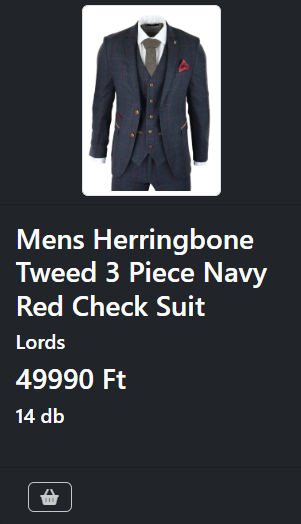 Mens Herringbone
Tweed 3 Piece Navy
Red Check Suit
Lords
49990 Ft
14 db